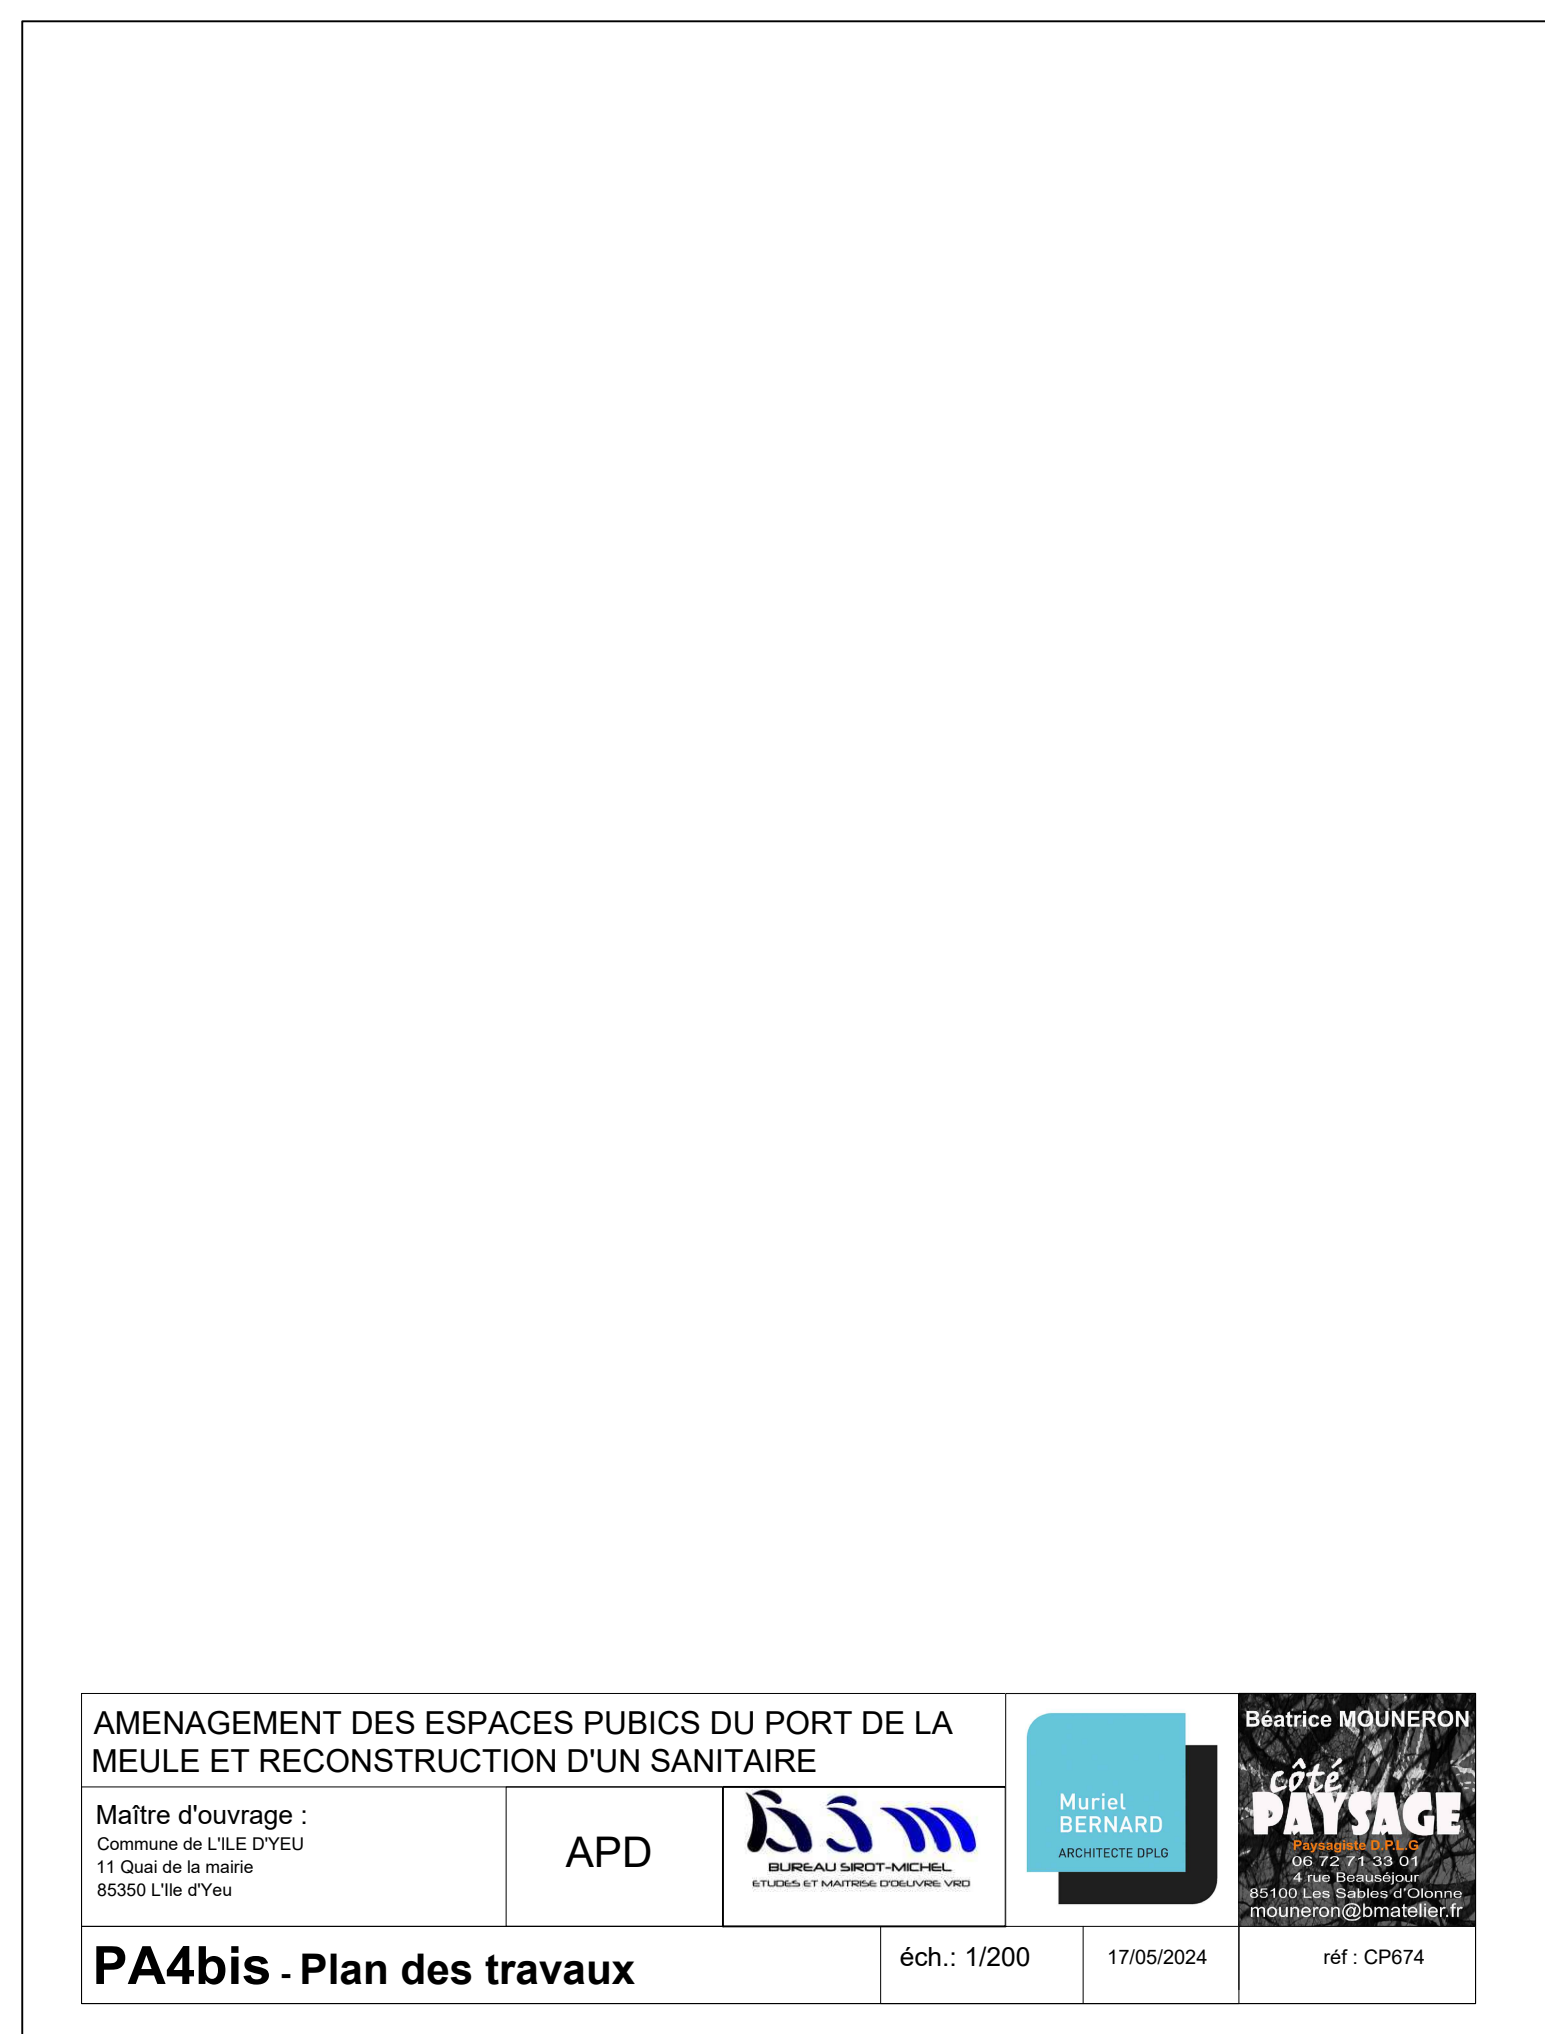 AMENAGEMENT DES ESPACES PUBICS DU PORT DE LA
MEULE ET RECONSTRUCTION D'UN SANITAIRE
Maître d'ouvrage :
Commune de L'ILE D'YEU
11 Quai de la mairie
85350 L'Ile d'Yeu
APD
bsm
BUREAU SIROT-MICHEL
ETUDES ET MAITRISE D'OEUVRE VRD
Muriel
BERNARD
ARCHITECTE DPLG
Béatrice MOUNERON
côté
PAYSAGE
Paysagiste D.P.L.G
06 72 71 33 01
4 rue Beauséjour
85100 Les Sables d'Olonne
mouneron@bmatelier.fr
PA4bis - Plan des travaux
éch.: 1/200
17/05/2024
réf : CP674